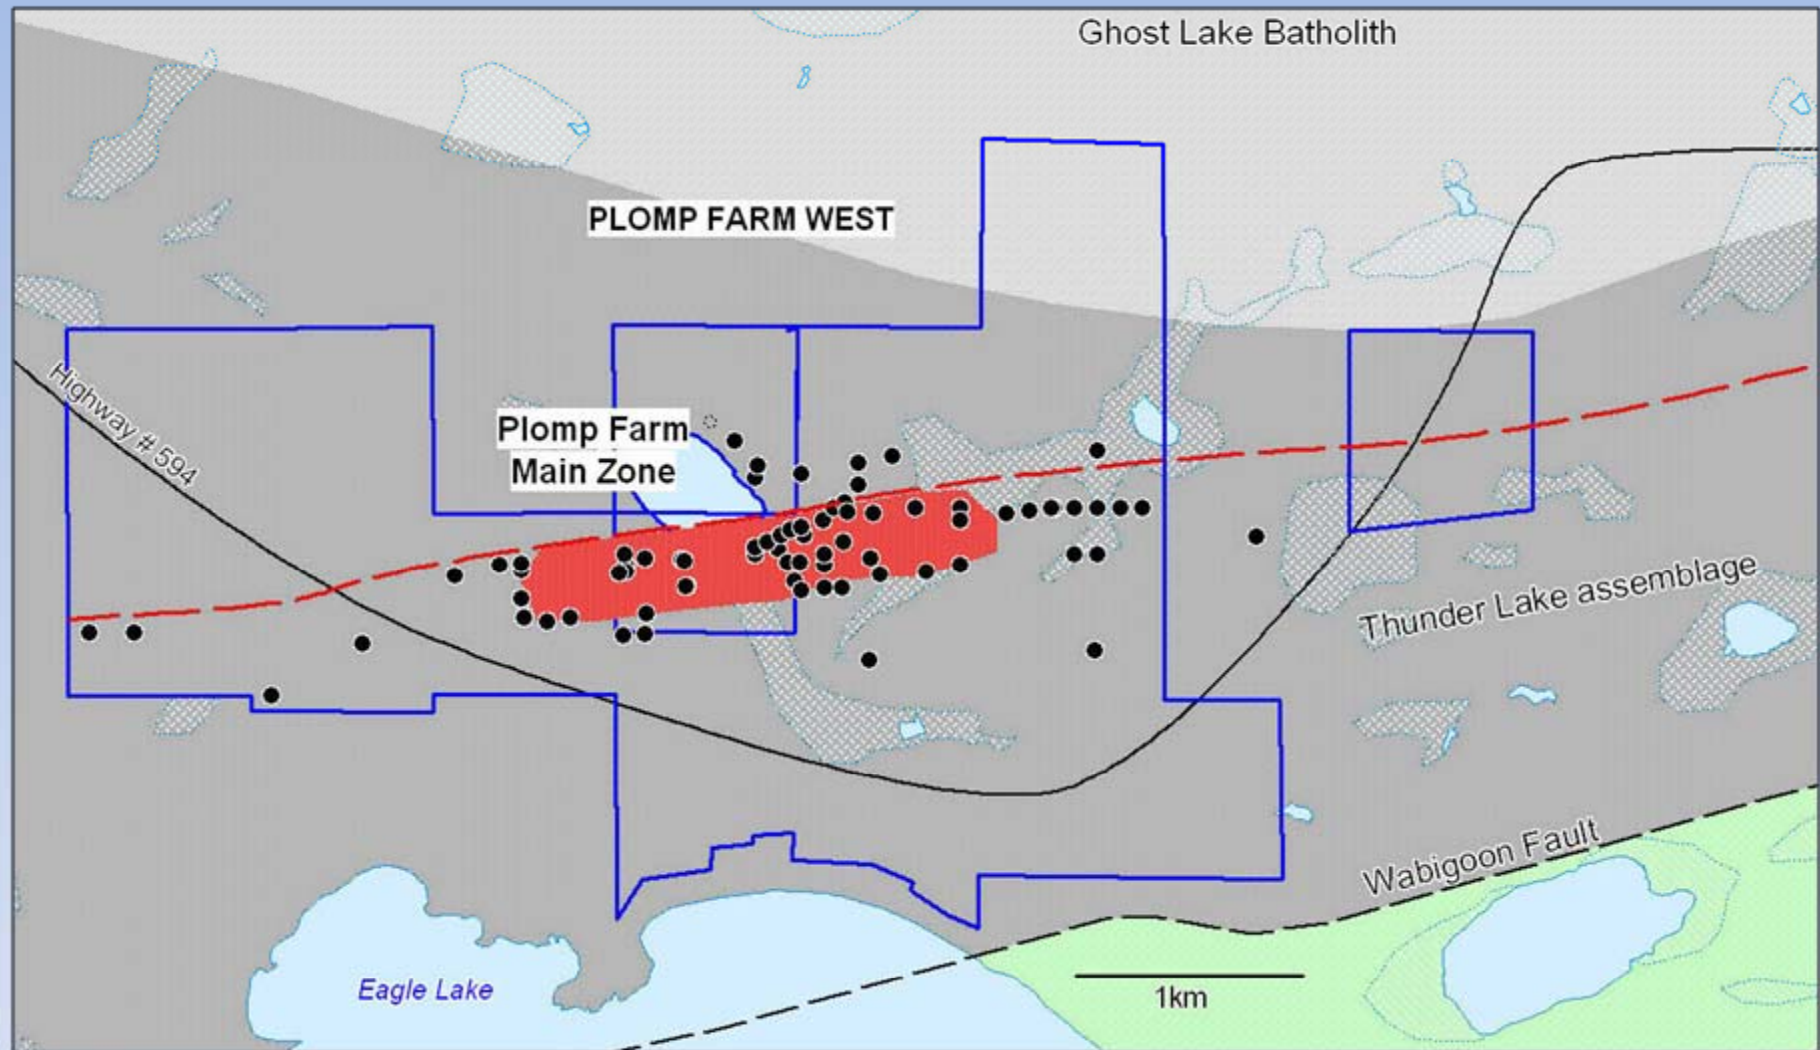 Ghost Lake Batholith
PLOMP FARM WEST
Highway # 594
Plomp Farm
Main Zone
Thunder Lake assemblage
Wabigoon Fault
Eagle Lake
1km